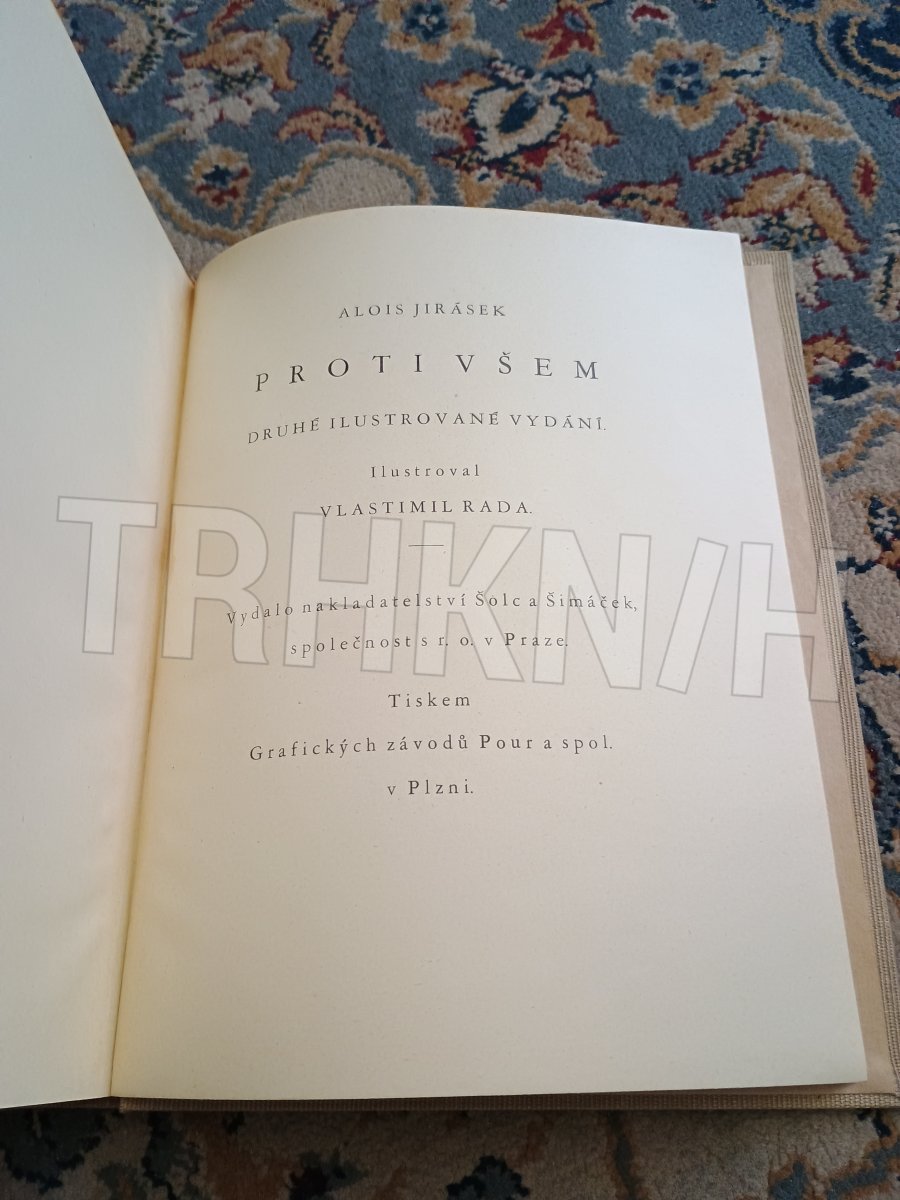 ALOIS JIRÁSEK
PROTI VŠEM
DRUHÉ ILUSTROVANÉ VYDÁNÍ.
Ilustroval
VLASTIMIL RADA.
TRHKN/H
Vydalo nakladatelství Šolc a Šimáček,
společnost s r. o. v Praze.
Tiskem
Grafických závodů Pour a spol.
v Plzni.